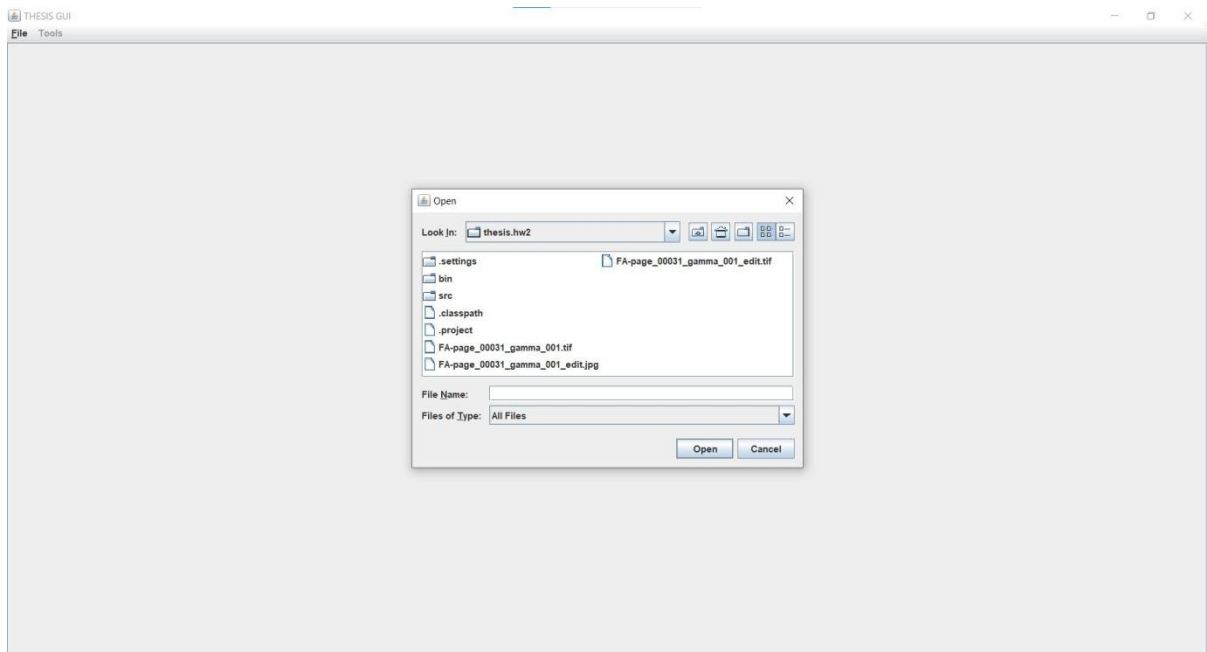 THESIS GUI
File Tools
Open
Look In: thesis.hw2
.settings
bin
src
.classpath
.project
FA-page_00031_gamma_001.tif
FA-page_00031_gamma_001_edit.jpg
FA-page_00031_gamma_001_edit.tif
File Name:
Files of Type: All Files
Open Cancel